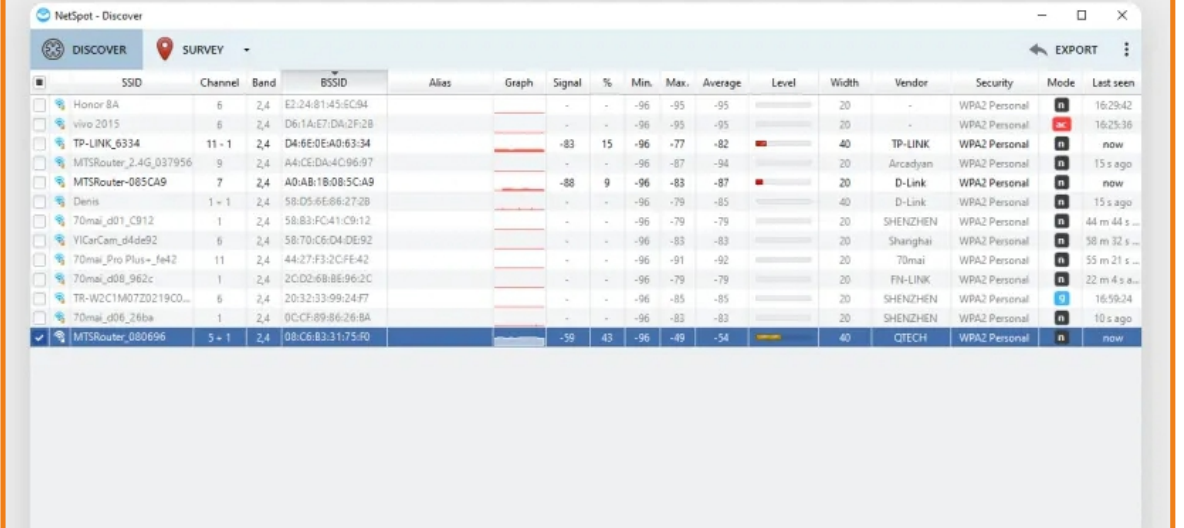 NetSpot - Discover
DISCOVER SURVEY EXPORT
SSID Channel Band BSSID Alias Graph Signal % Min. Max. Average Level Width Vendor Security Mode Last seen
Honor 8A 6 2,4 E2:24:81:45:EC:94 - - -96 -95 -95 20 - WPA2 Personal n 16:29:42
vivo 2015 6 2,4 D6:1A:E7:DA:2F:2B - - -96 -95 -95 20 - WPA2 Personal ac 16:25:36
TP-LINK_6334 11 - 1 2,4 D4:6E:0E:A0:63:34 -83 15 -96 -77 -82 40 TP-LINK WPA2 Personal n now
MTSRouter_2.4G_037956 9 2,4 A4:CE:DA:4C:96:97 - - -96 -87 -94 20 Arcadyan WPA2 Personal n 15 s ago
MTSRouter-085CA9 7 2,4 A0:AB:1B:08:5C:A9 -88 9 -96 -83 -87 20 D-Link WPA2 Personal n now
Denis 1 + 1 2,4 58:D5:6E:86:27:2B - - -96 -79 -85 40 D-Link WPA2 Personal n 15 s ago
70mai_d01_C912 1 2,4 58:B3:FC:41:C9:12 - - -96 -79 -79 20 SHENZHEN WPA2 Personal n 44 m 44 s ...
YICarCam_d4de92 6 2,4 58:70:C6:D4:DE:92 - - -96 -83 -83 20 Shanghai WPA2 Personal n 58 m 32 s ...
70mai_Pro Plus+_fe42 11 2,4 44:27:F3:2C:FE:42 - - -96 -91 -92 20 70mai WPA2 Personal n 55 m 21 s ...
70mai_d08_962c 1 2,4 2C:D2:6B:BE:96:2C - - -96 -79 -79 20 FN-LINK WPA2 Personal n 22 m 4 s a...
TR-W2C1M07Z0219C0... 6 2,4 20:32:33:99:24:F7 - - -96 -85 -85 20 SHENZHEN WPA2 Personal g 16:59:24
70mai_d06_26ba 1 2,4 0C:CF:89:86:26:BA - - -96 -83 -83 20 SHENZHEN WPA2 Personal n 10 s ago
MTSRouter_080696 5 + 1 2,4 08:C6:B3:31:75:F0 -59 43 -96 -49 -54 40 QTECH WPA2 Personal n now